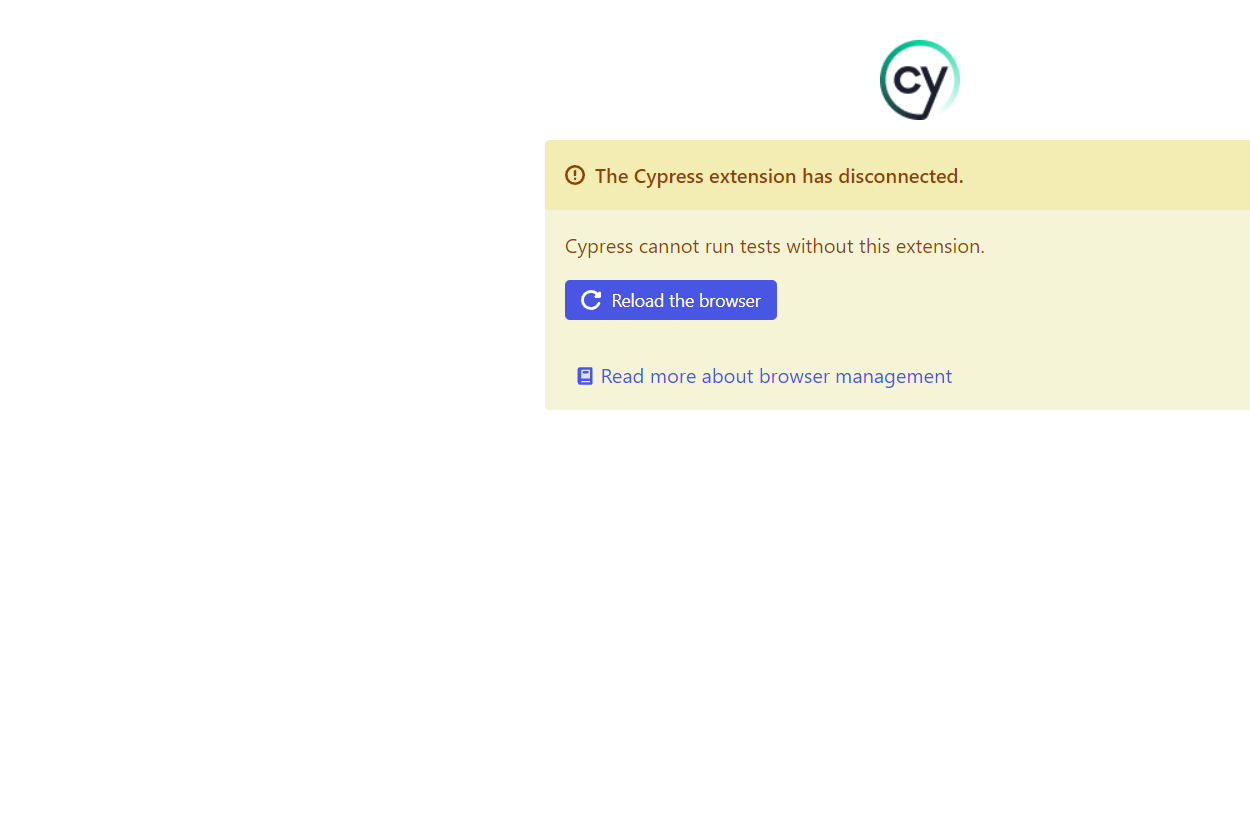 cy
The Cypress extension has disconnected.
Cypress cannot run tests without this extension.
Reload the browser
Read more about browser management